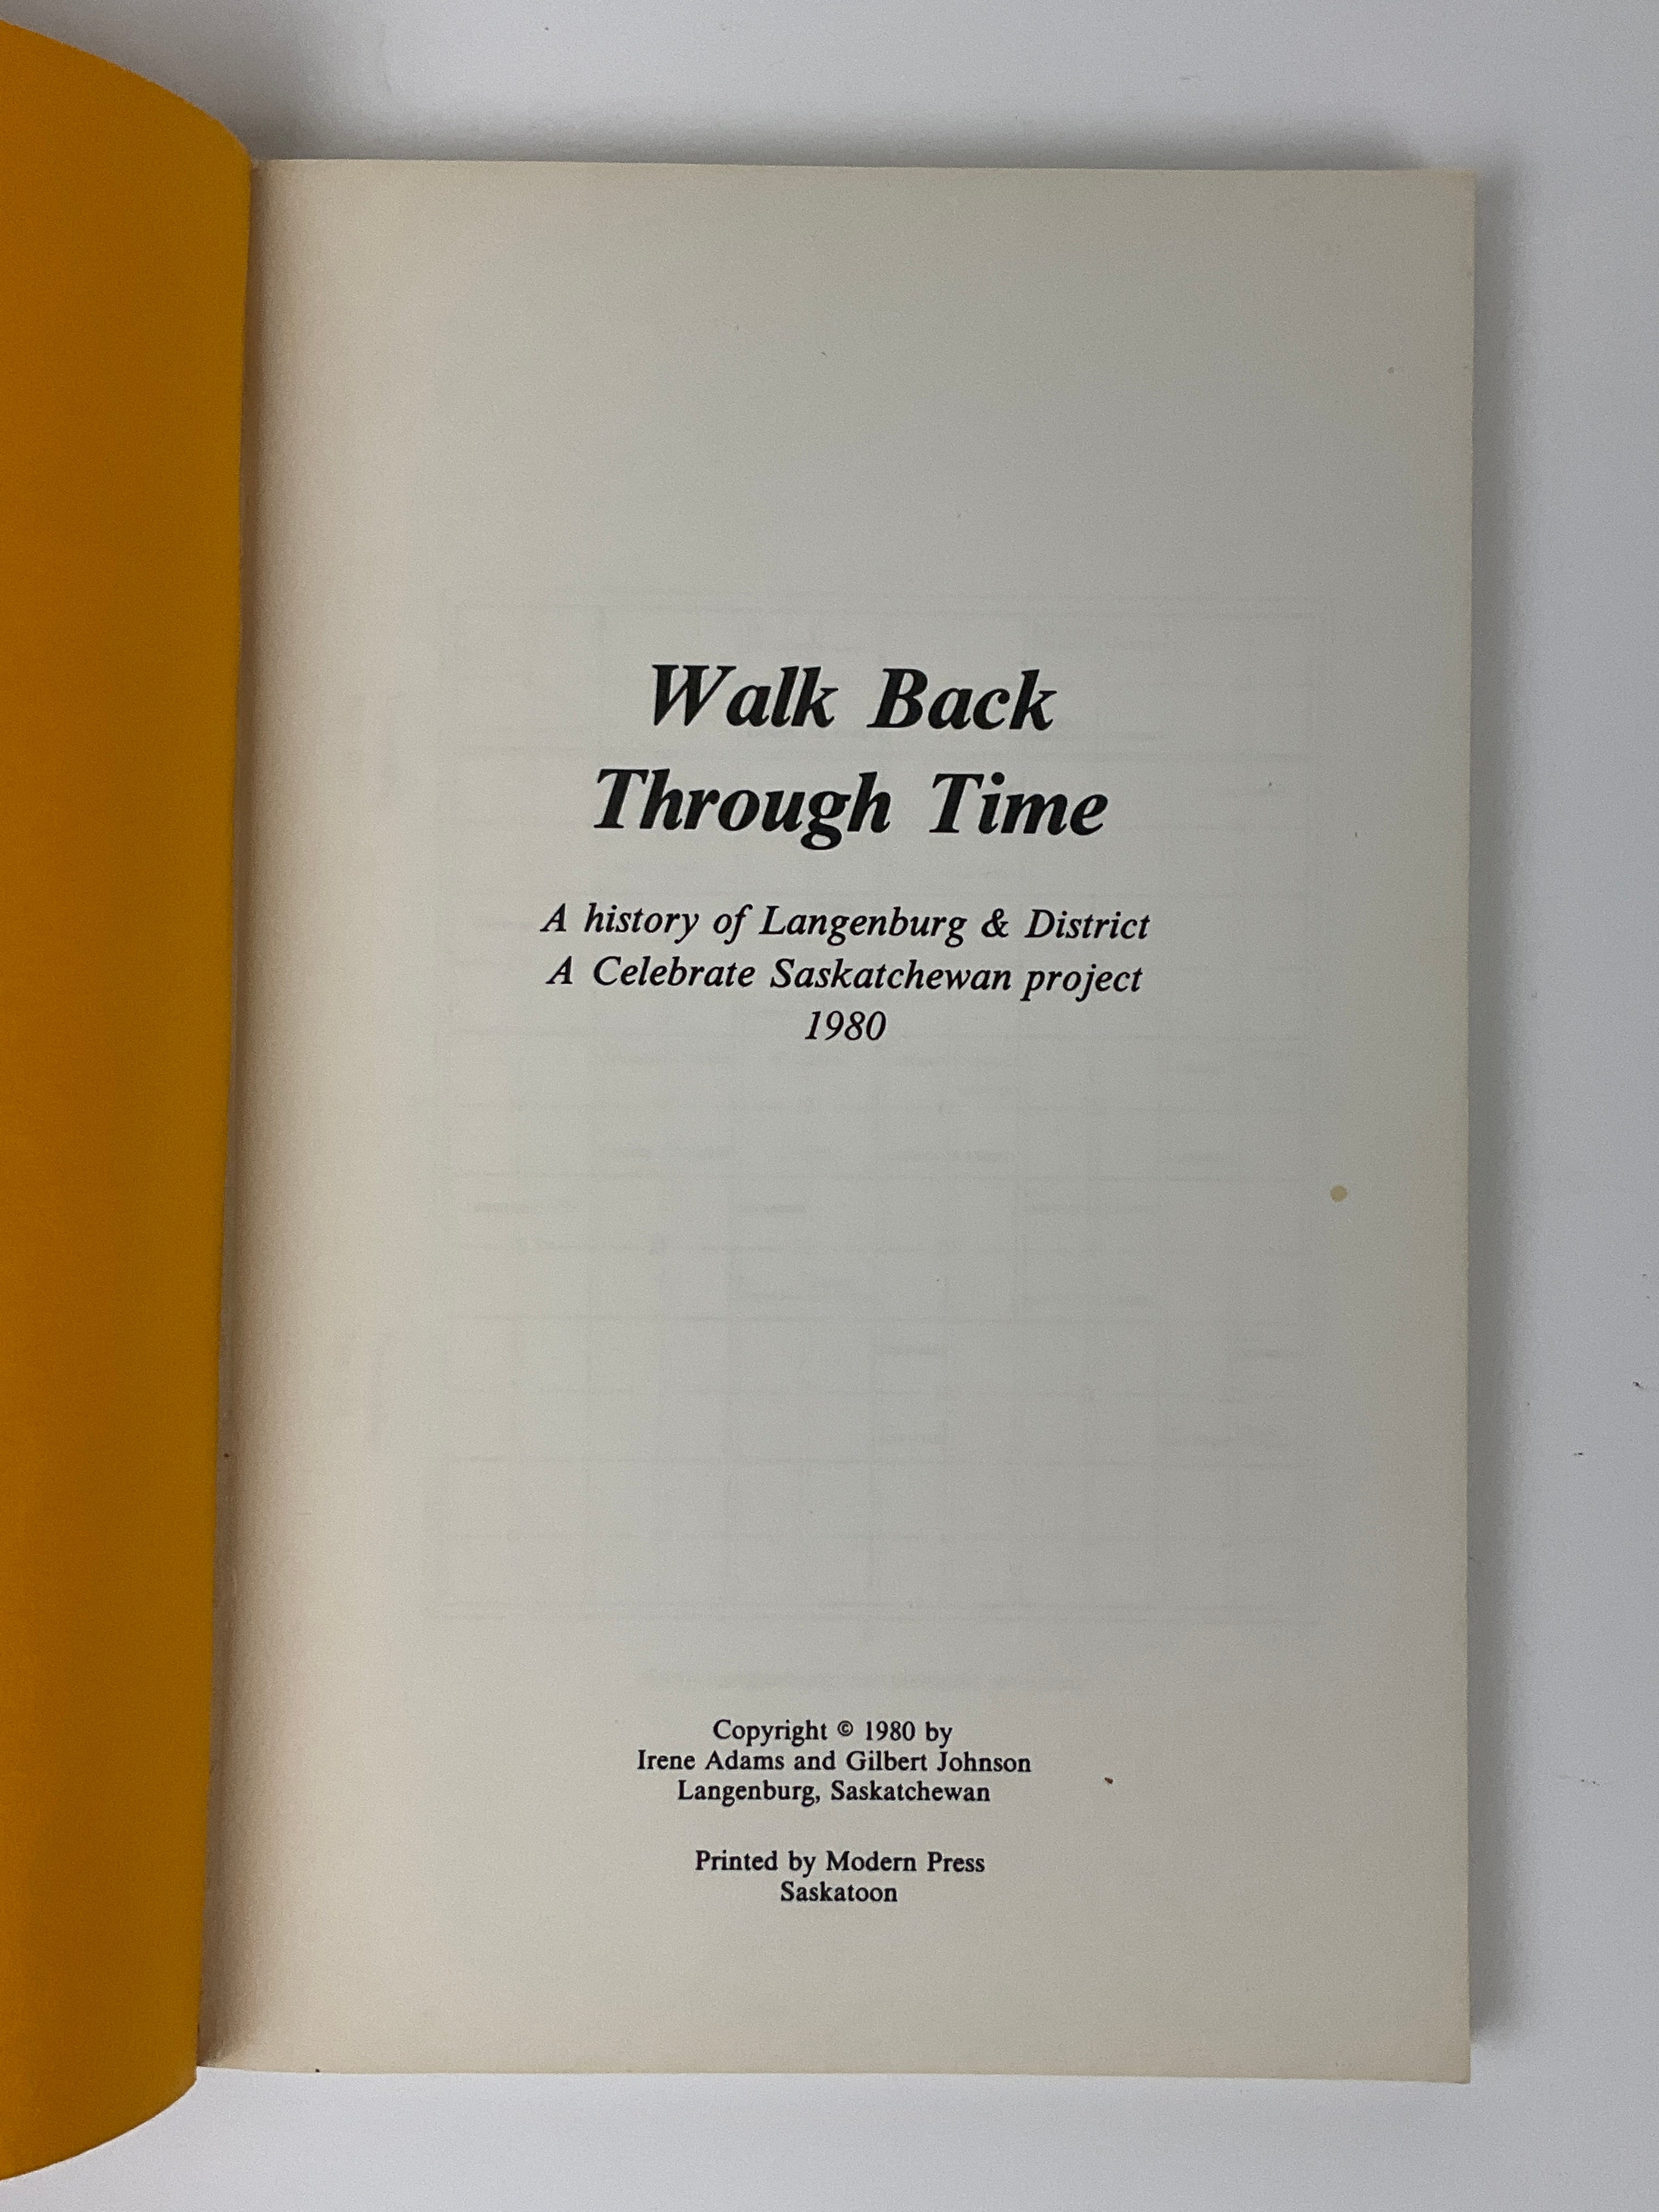 Walk Back
Through Time
A history of Langenburg & District
A Celebrate Saskatchewan project
1980
Copyright © 1980 by
Irene Adams and Gilbert Johnson
Langenburg, Saskatchewan
Printed by Modern Press
Saskatoon